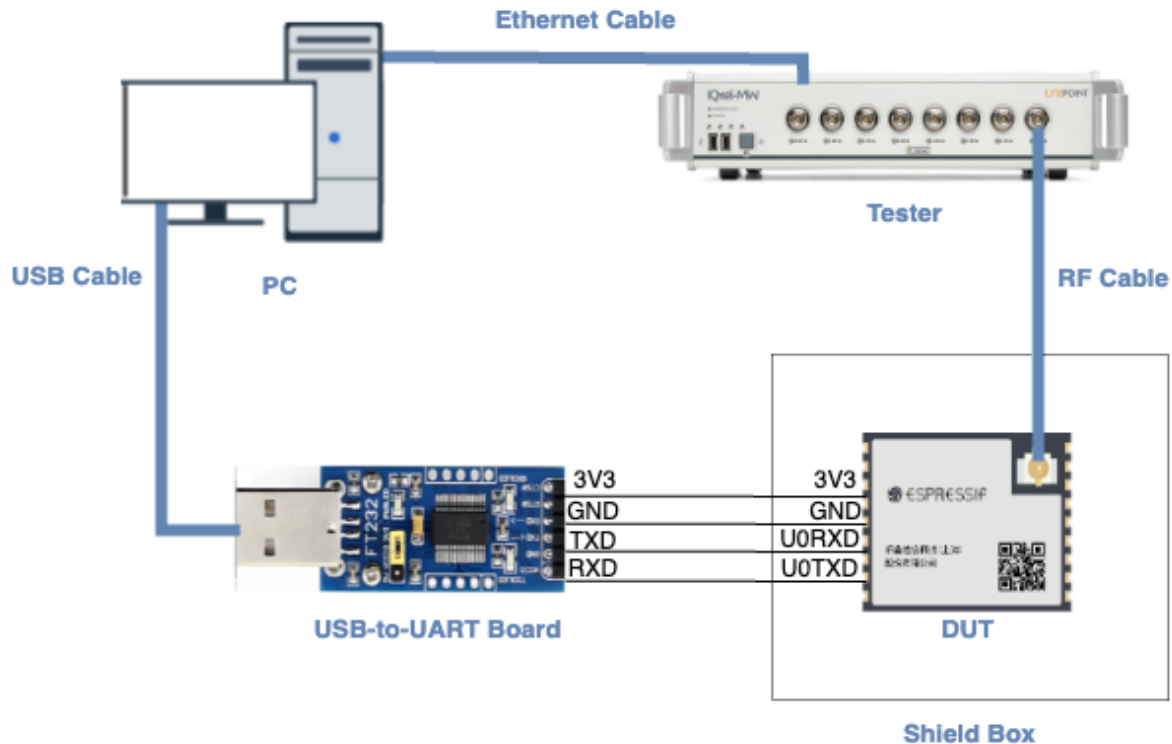 Ethernet Cable
IQxel-MW
LITEPOINT
Tester
USB Cable
PC
RF Cable
3V3
GND
TXD
RXD
3V3
GND
U0RXD
U0TXD
ESPRESSIF
FT232
USB-to-UART Board
DUT
Shield Box